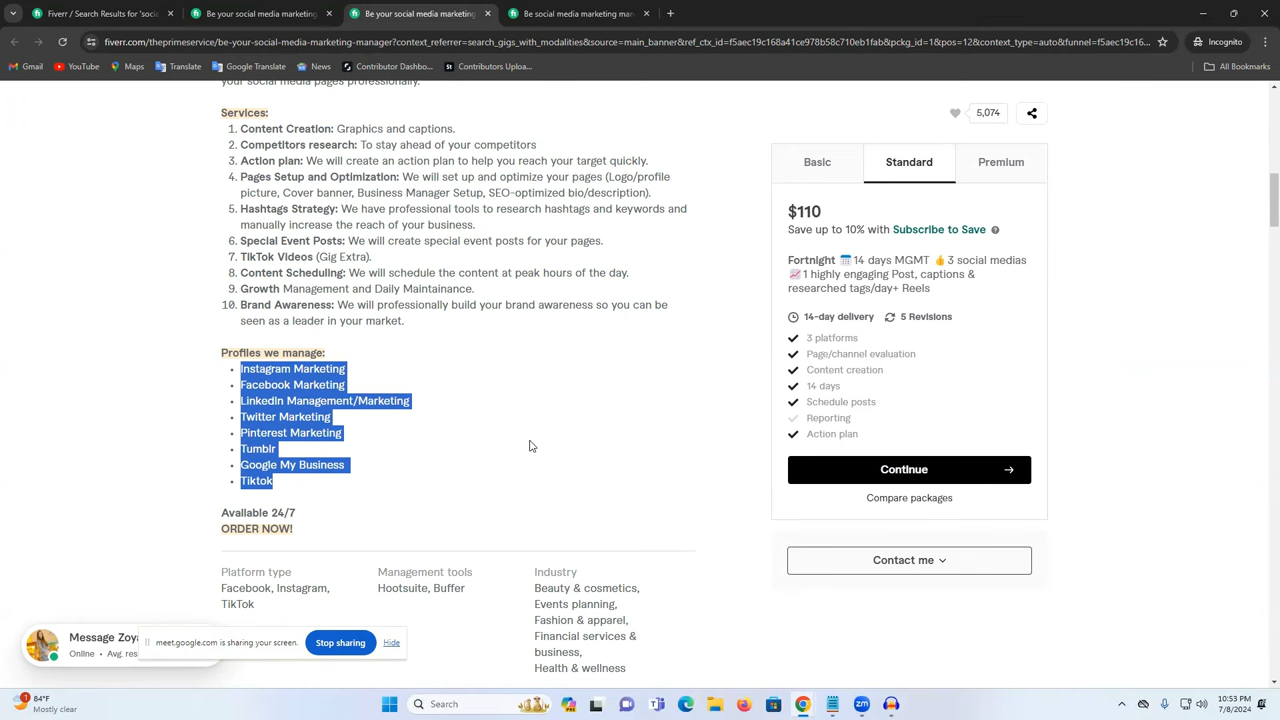 Fiverr / Search Results for 'soc
Be your social media marketing
Be your social media marketing
Be social media marketing man
fiverr.com/theprimeservice/be-your-social-media-marketing-manager?context_referrer=search_gigs_with_modalities&source=main_banner&ref_ctx_id=f5aec19c168a41ce978b58c710eb1fab&pckg_id=1&pos=12&context_type=auto&funnel=f5aec19c168a41ce978b58c710eb16...
Incognito
Gmail
YouTube
Maps
Translate
Google Translate
News
Contributor Dashbo...
Contributors Uploa...
All Bookmarks
your social media pages professionally.
Services:
1. Content Creation: Graphics and captions.
2. Competitors research: To stay ahead of your competitors
3. Action plan: We will create an action plan to help you reach your target quickly.
4. Pages Setup and Optimization: We will set up and optimize your pages (Logo/profile
picture, Cover banner, Business Manager Setup, SEO-optimized bio/description).
5. Hashtags Strategy: We have professional tools to research hashtags and keywords and
manually increase the reach of your business.
6. Special Event Posts: We will create special event posts for your pages.
7. TikTok Videos (Gig Extra).
8. Content Scheduling: We will schedule the content at peak hours of the day.
9. Growth Management and Daily Maintainance.
10. Brand Awareness: We will professionally build your brand awareness so you can be
seen as a leader in your market.
Profiles we manage:
Instagram Marketing
Facebook Marketing
LinkedIn Management/Marketing
Twitter Marketing
Pinterest Marketing
Tumblr
Google My Business
Tiktok
Available 24/7
ORDER NOW!
Platform type
Facebook, Instagram,
TikTok
Management tools
Hootsuite, Buffer
Industry
Beauty & cosmetics,
Events planning,
Fashion & apparel,
Financial services &
business,
Health & wellness
5,074
Basic
Standard
Premium
$110
Save up to 10% with Subscribe to Save
Fortnight 14 days MGMT 👍3 social medias
📈1 highly engaging Post, captions &
researched tags/day+ Reels
14-day delivery
5 Revisions
3 platforms
Page/channel evaluation
Content creation
14 days
Schedule posts
Reporting
Action plan
Continue
Compare packages
Contact me
Message Zoya
Online • Avg. res
meet.google.com is sharing your screen.
Stop sharing
Hide
1
84°F
Mostly clear
Search
10:53 PM
7/8/2024